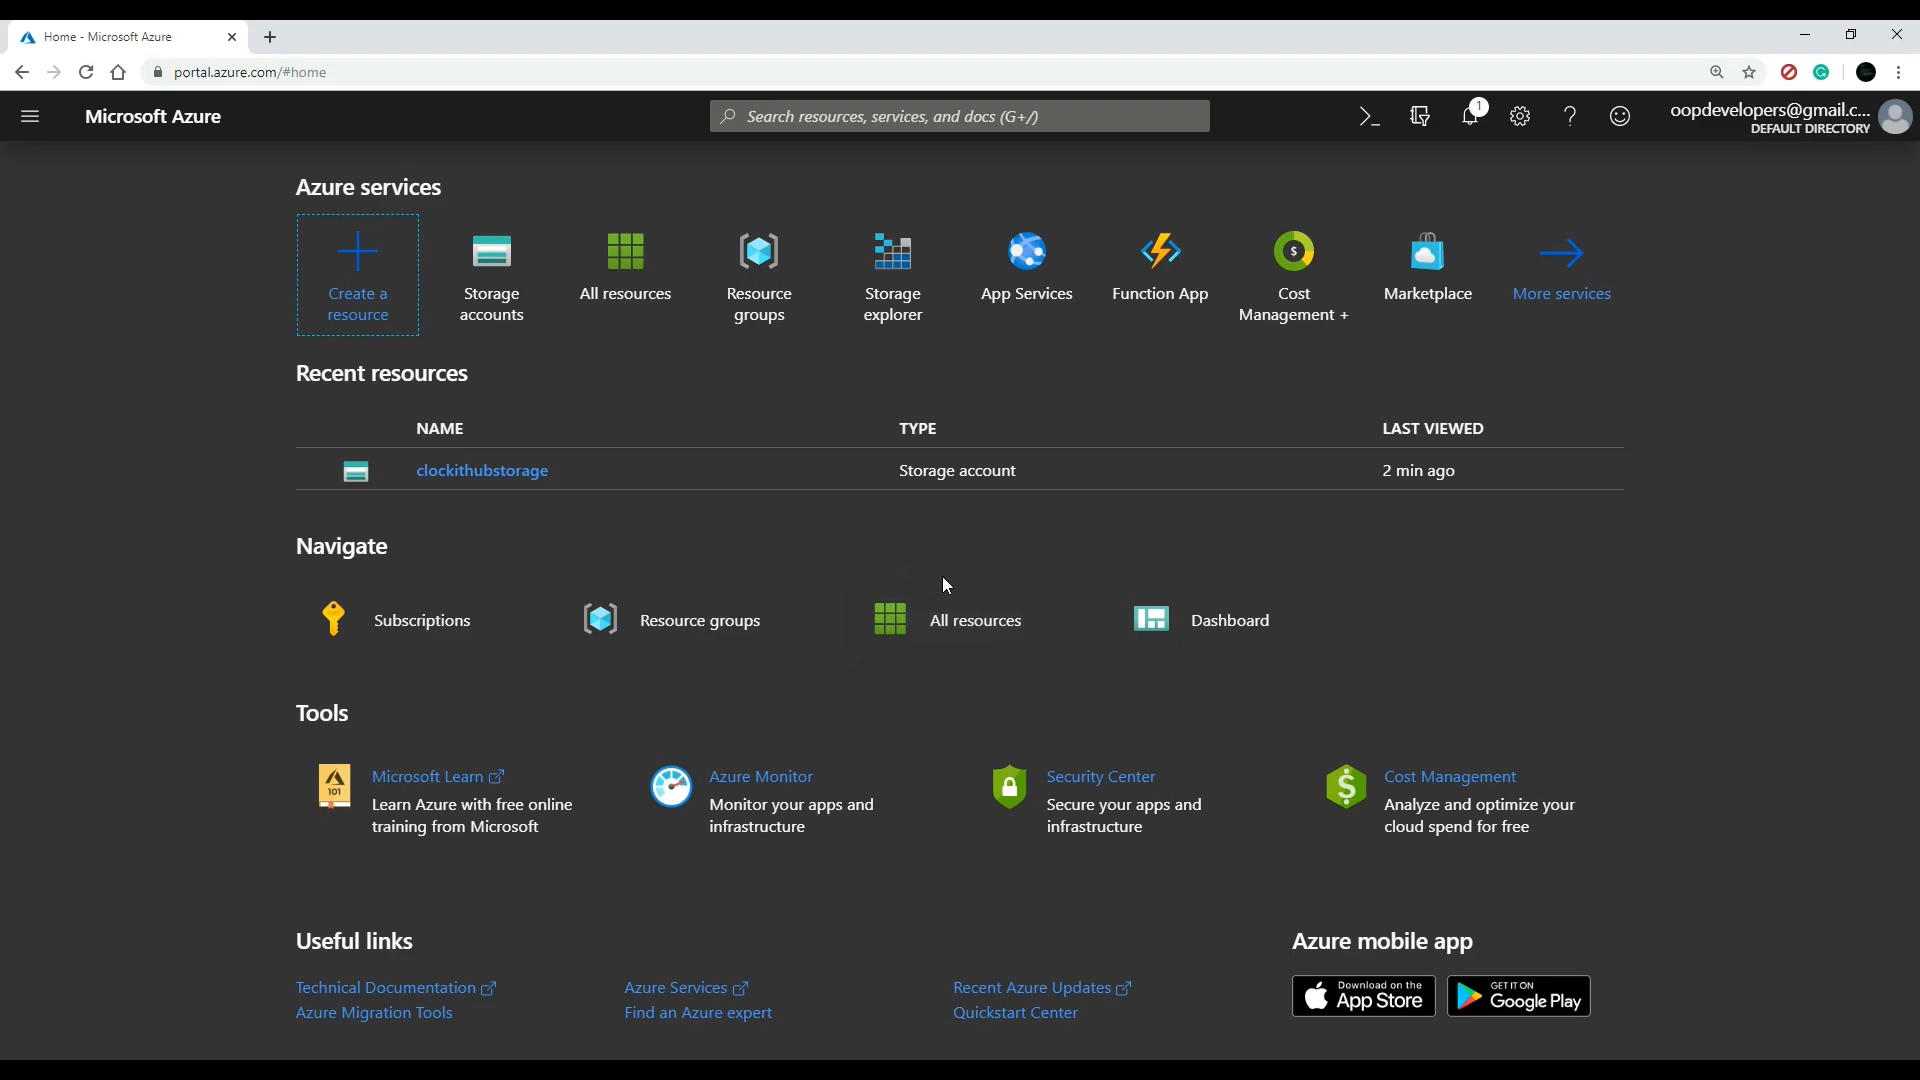 Home - Microsoft Azure
portal.azure.com/#home
Microsoft Azure
Search resources, services, and docs (G+/)
1
oopdevelopers@gmail.c...
DEFAULT DIRECTORY
Azure services
Create a
resource
Storage
accounts
All resources
Resource
groups
Storage
explorer
App Services
Function App
Cost
Management +
Marketplace
More services
Recent resources
NAME TYPE LAST VIEWED
clockithubstorage Storage account 2 min ago
Navigate
Subscriptions
Resource groups
All resources
Dashboard
Tools
101
Microsoft Learn
Learn Azure with free online
training from Microsoft
Azure Monitor
Monitor your apps and
infrastructure
Security Center
Secure your apps and
infrastructure
Cost Management
Analyze and optimize your
cloud spend for free
Useful links
Technical Documentation
Azure Migration Tools
Azure Services
Find an Azure expert
Recent Azure Updates
Quickstart Center
Azure mobile app
Download on the
App Store
GET IT ON
Google Play